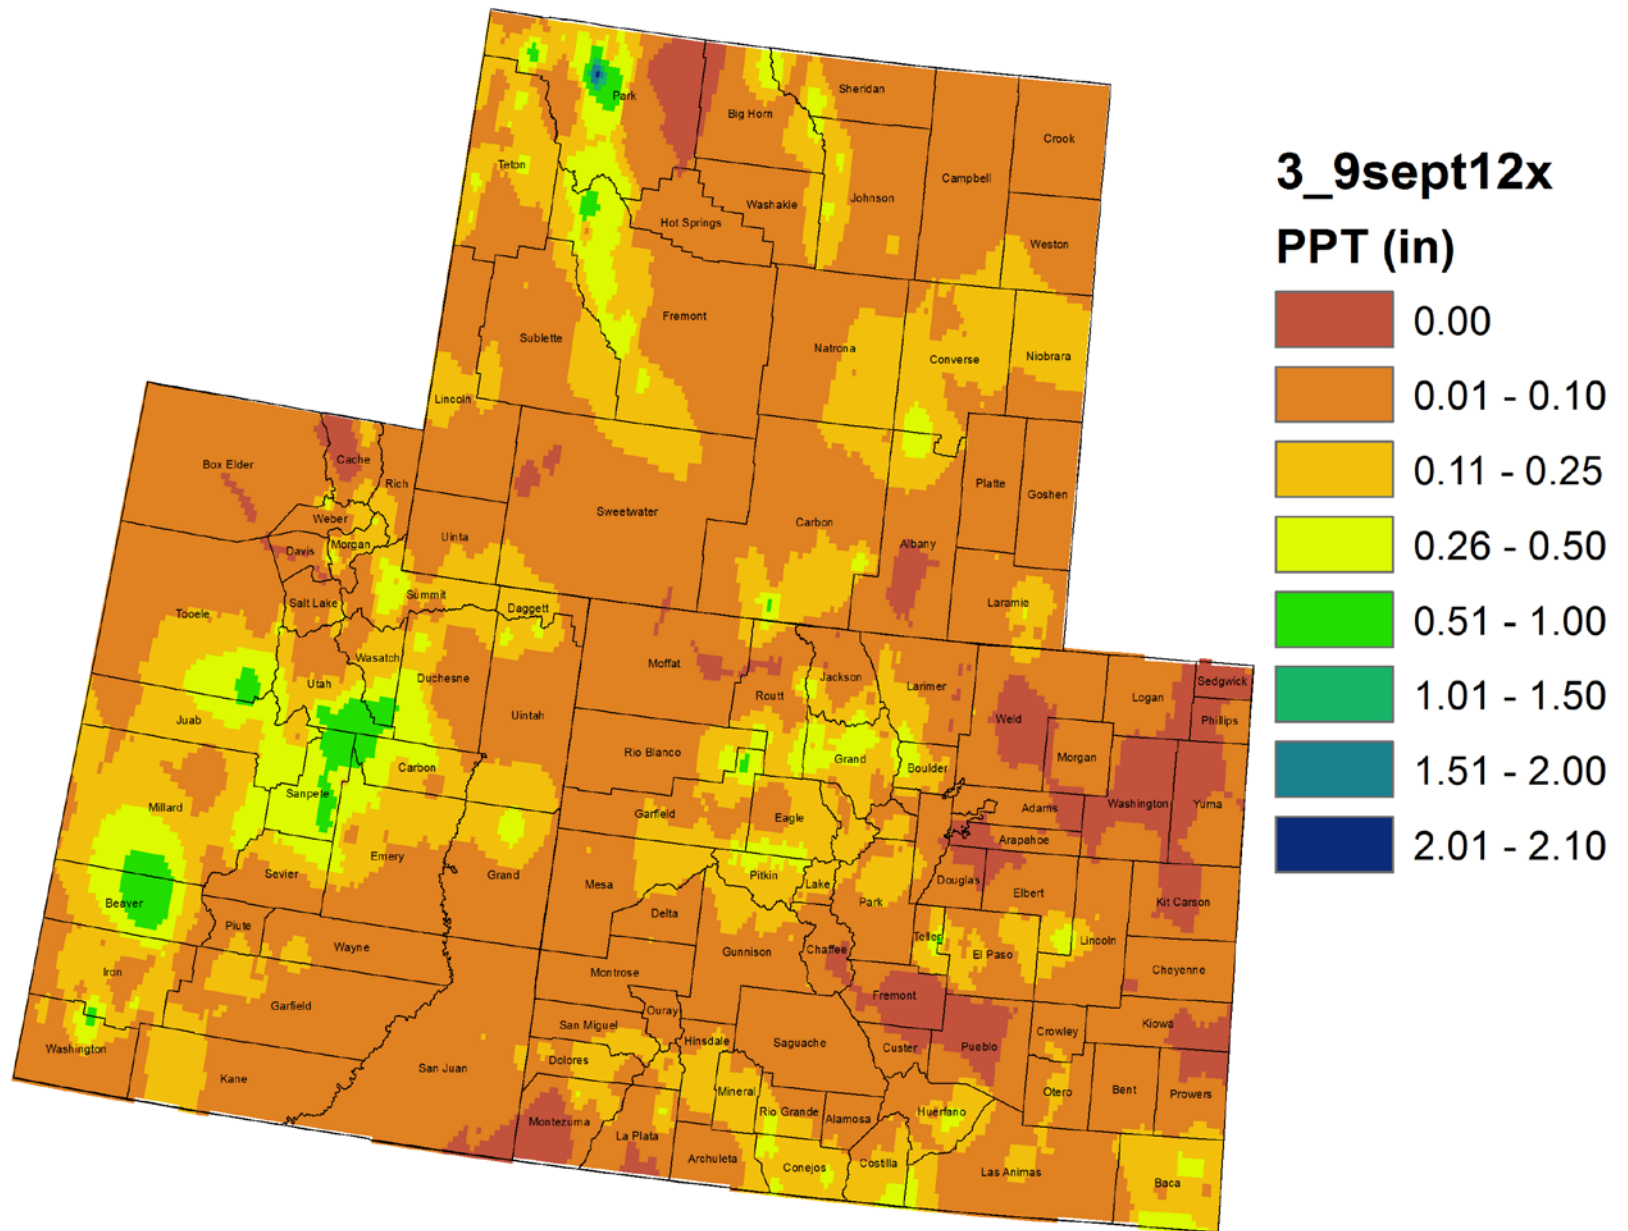 3_9sept12x
PPT (in)
0.00
0.01 - 0.10
0.11 - 0.25
0.26 - 0.50
0.51 - 1.00
1.01 - 1.50
1.51 - 2.00
2.01 - 2.10
Park
Sheridan
Big Horn
Crook
Teton
Campbell
Johnson
Washakie
Hot Springs
Weston
Fremont
Sublette
Natrona
Converse
Niobrara
Lincoln
Cache
Box Elder
Rich
Platte
Goshen
Sweetwater
Weber
Carbon
Uinta
Morgan
Davis
Albany
Summit
Salt Lake
Daggett
Laramie
Tooele
Wasatch
Moffat
Duchesne
Jackson
Utah
Larimer
Sedgwick
Routt
Logan
Uintah
Juab
Weld
Phillips
Rio Blanco
Grand
Morgan
Carbon
Boulder
Sanpete
Millard
Washington
Yuma
Adams
Garfield
Eagle
Arapahoe
Emery
Sevier
Grand
Pitkin
Mesa
Lake
Douglas
Elbert
Beaver
Park
Kit Carson
Delta
Piute
Teller
Lincoln
Wayne
Gunnison
Chaffee
El Paso
Iron
Montrose
Cheyenne
Fremont
Garfield
Ouray
San Miguel
Kiowa
Crowley
Hinsdale
Saguache
Custer
Pueblo
Washington
Dolores
San Juan
Kane
Mineral
Otero
Bent
Prowers
Rio Grande
Huerfano
Alamosa
Montezuma
La Plata
Archuleta
Conejos
Costilla
Las Animas
Baca